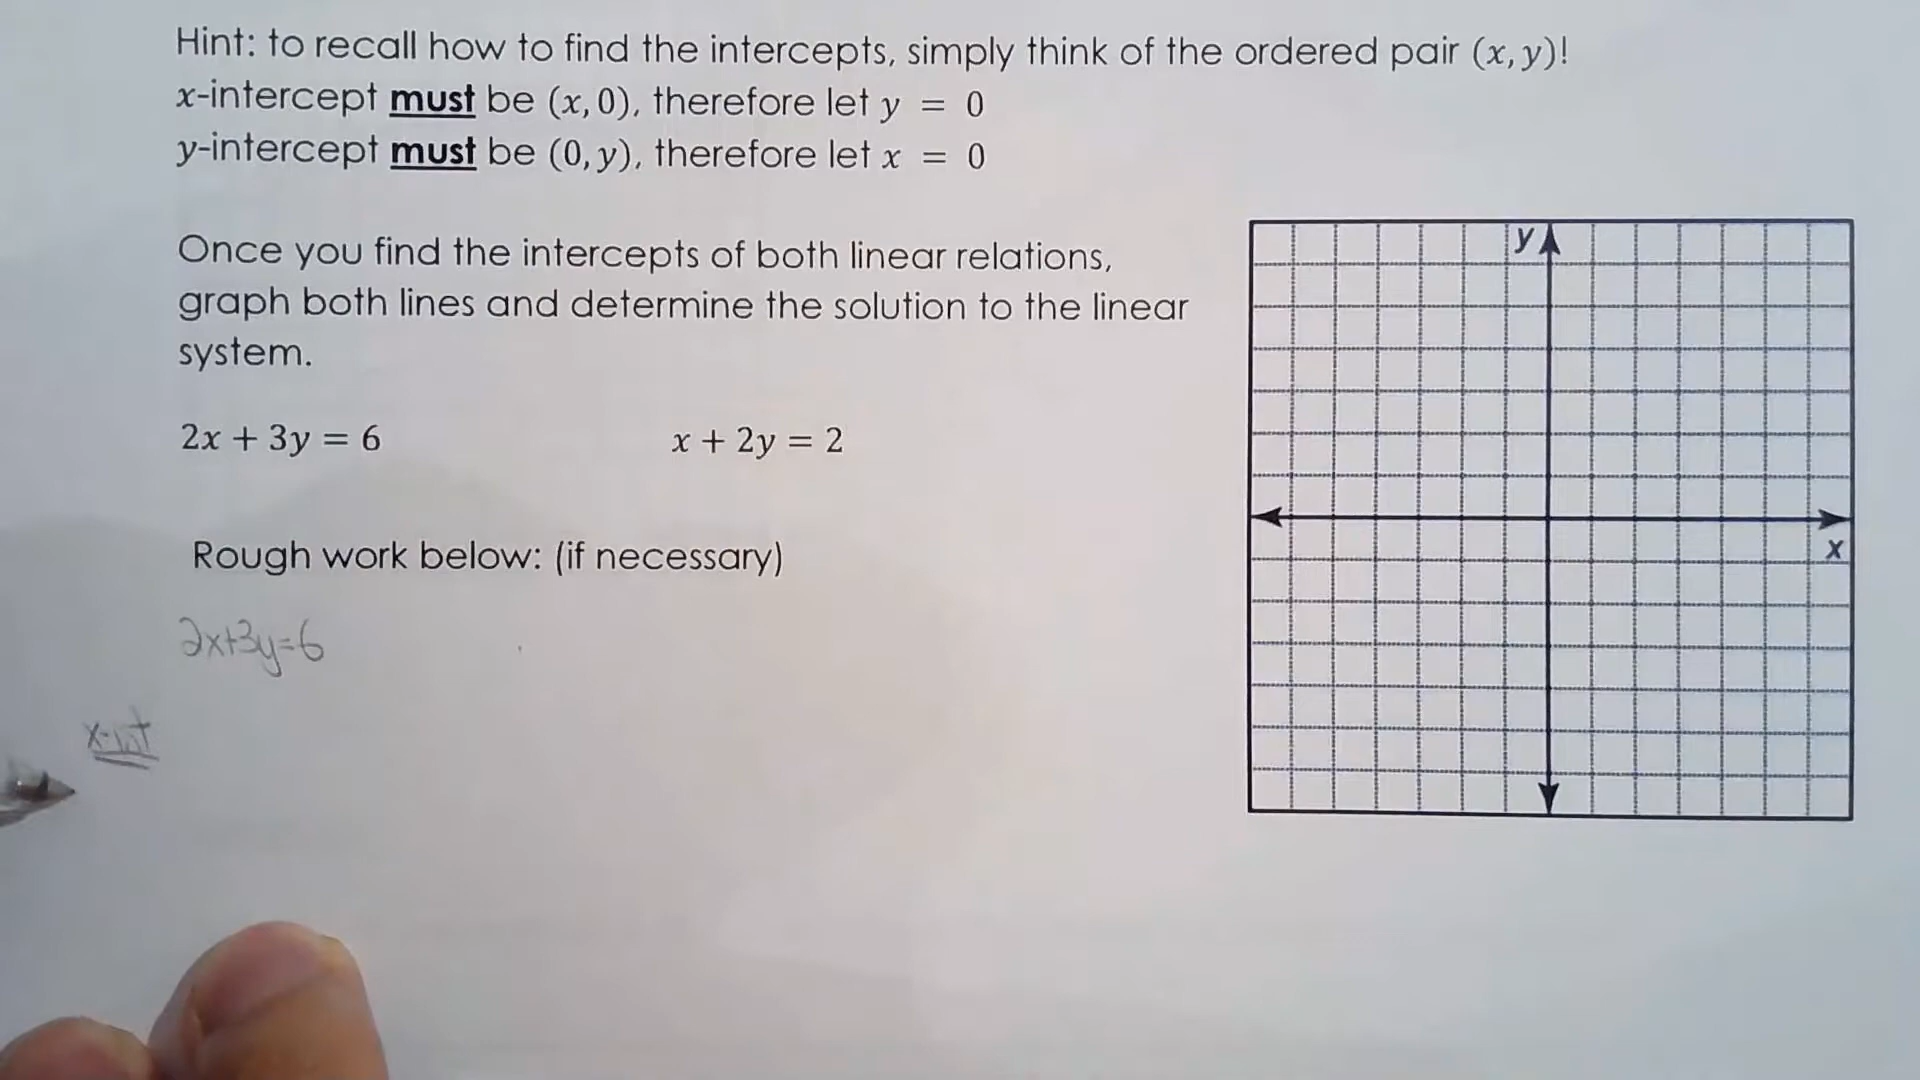 Hint: to recall how to find the intercepts, simply think of the ordered pair (x, y)!
x-intercept must be (x, 0), therefore let y = 0
y-intercept must be (0, y), therefore let x = 0
Once you find the intercepts of both linear relations,
graph both lines and determine the solution to the linear
system.
2x + 3y = 6
x + 2y = 2
Rough work below: (if necessary)
2x+3y=6
x-int
y
x